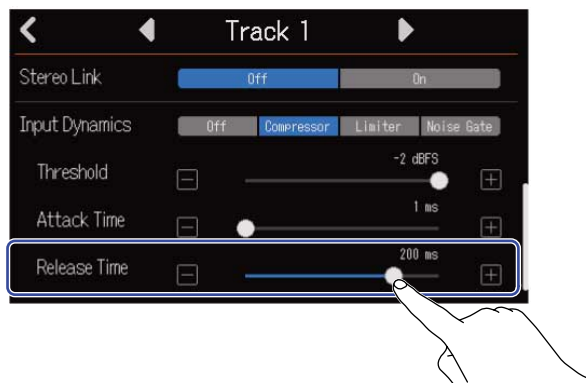 Track 1
Stereo Link Off On
Input Dynamics Off Compressor Limiter Noise Gate
Threshold -2 dBFS
Attack Time 1 ms
Release Time 200 ms